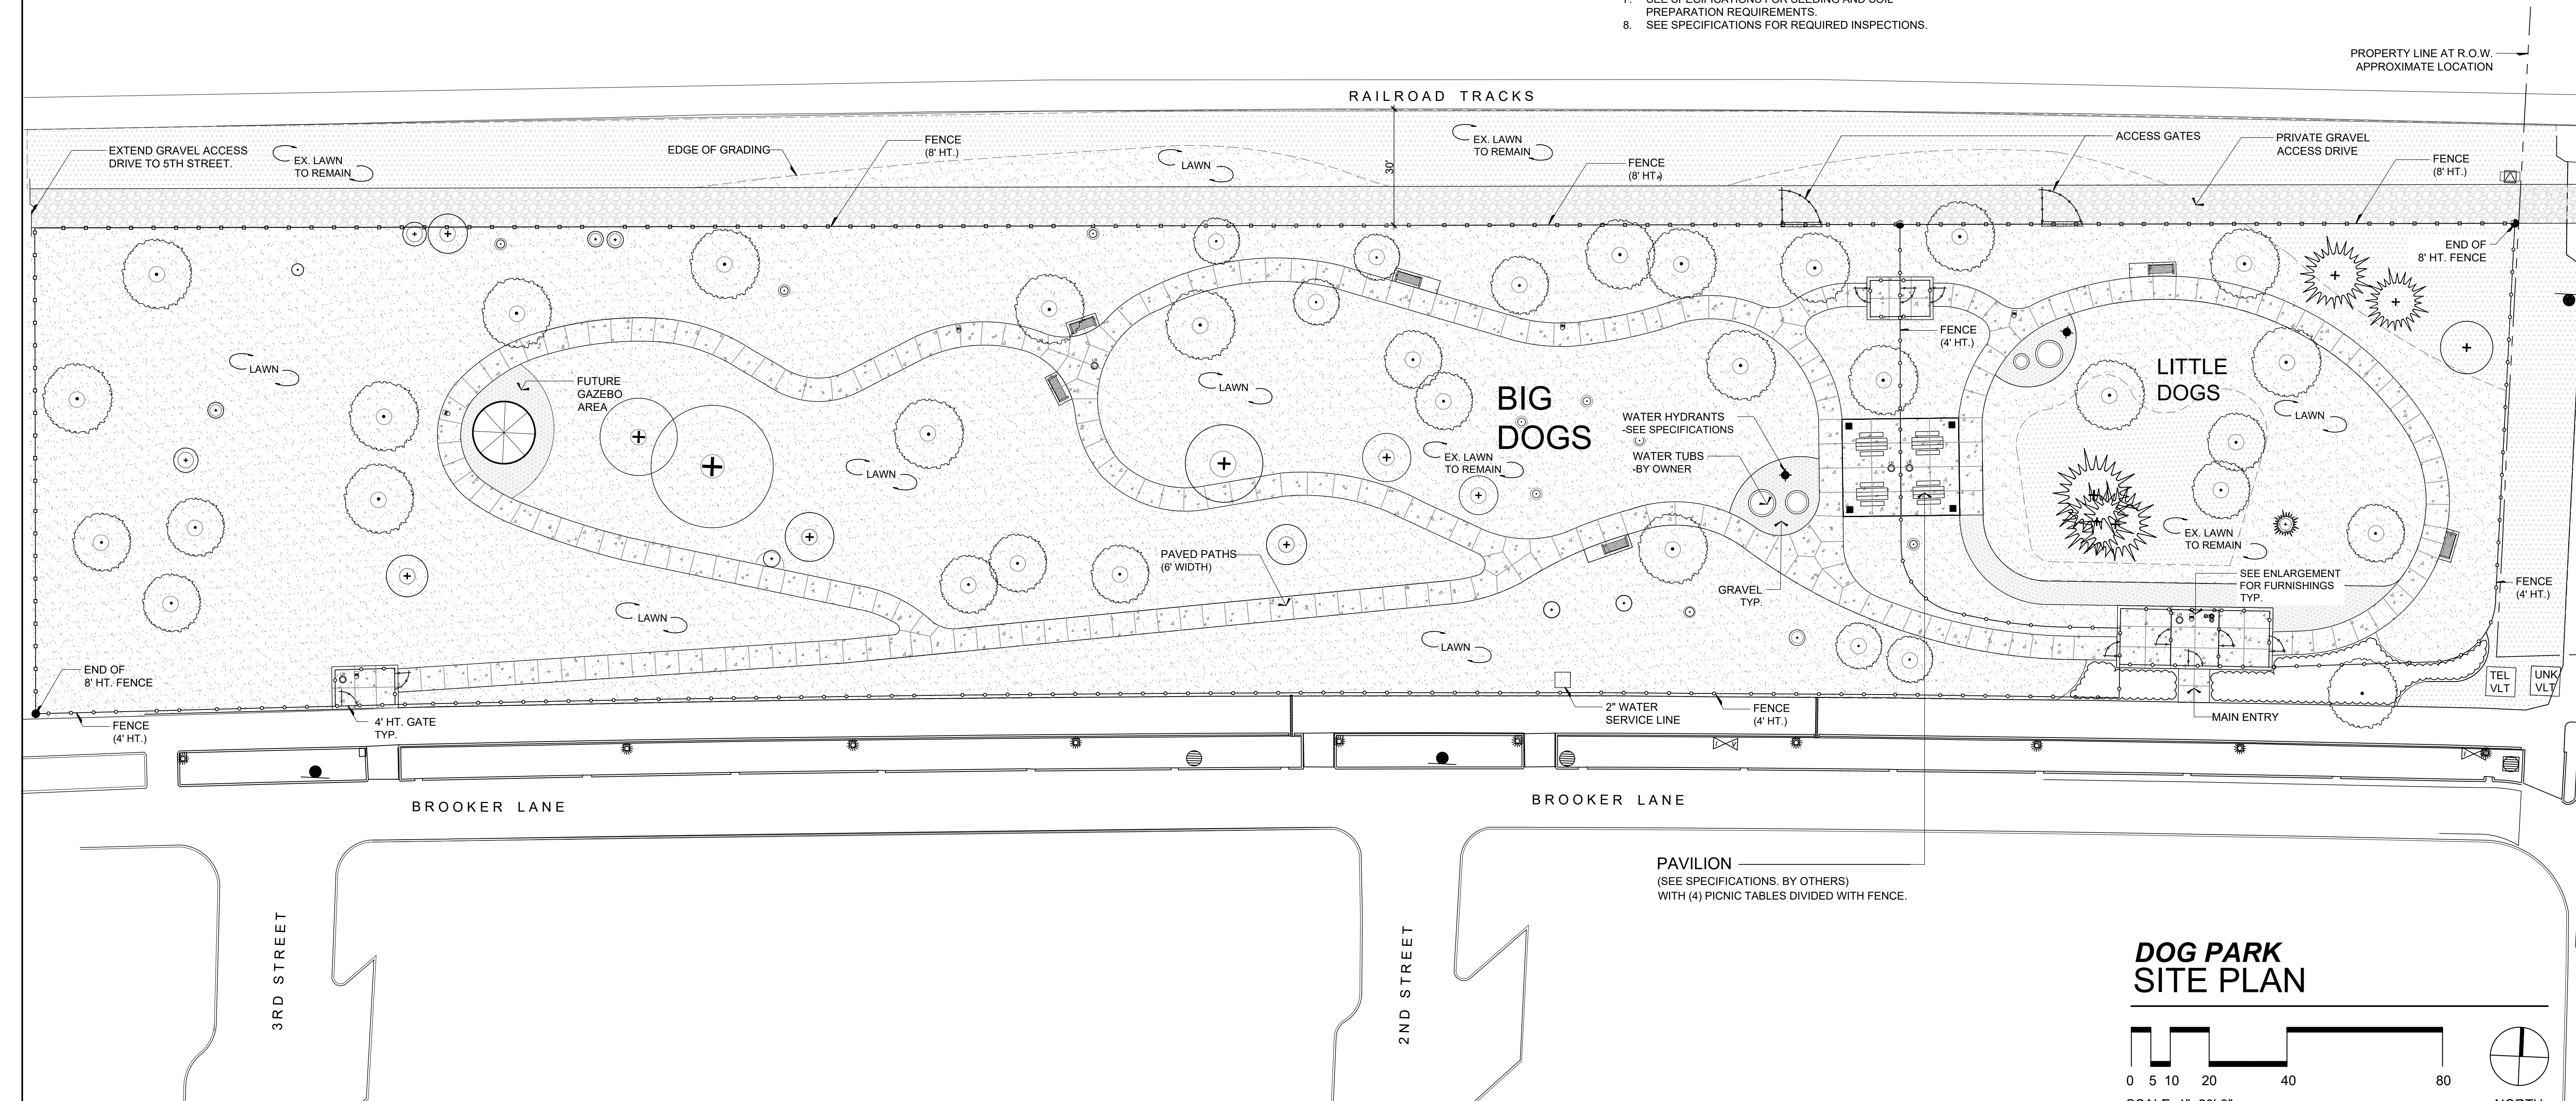 7. SEE SPECIFICATIONS FOR SEEDING AND SOIL
PREPARATION REQUIREMENTS.
8. SEE SPECIFICATIONS FOR REQUIRED INSPECTIONS.
PROPERTY LINE AT R.O.W.
APPROXIMATE LOCATION
RAILROAD TRACKS
EXTEND GRAVEL ACCESS
DRIVE TO 5TH STREET.
EX. LAWN
TO REMAIN
EDGE OF GRADING
FENCE
(8' HT.)
LAWN
30'
EX. LAWN
TO REMAIN
FENCE
(8' HT.)
ACCESS GATES
PRIVATE GRAVEL
ACCESS DRIVE
FENCE
(8' HT.)
END OF
8' HT. FENCE
FENCE
(4' HT.)
LAWN
FUTURE
GAZEBO
AREA
LAWN
BIG
DOGS
LITTLE
DOGS
LAWN
WATER HYDRANTS
-SEE SPECIFICATIONS
WATER TUBS
-BY OWNER
EX. LAWN
TO REMAIN
LAWN
EX. LAWN
TO REMAIN
PAVED PATHS
(6' WIDTH)
GRAVEL
TYP.
SEE ENLARGEMENT
FOR FURNISHINGS
TYP.
FENCE
(4' HT.)
LAWN
LAWN
END OF
8' HT. FENCE
TEL
VLT
UNK
VLT
FENCE
(4' HT.)
4' HT. GATE
TYP.
2" WATER
SERVICE LINE
FENCE
(4' HT.)
MAIN ENTRY
BROOKER LANE
BROOKER LANE
PAVILION
(SEE SPECIFICATIONS. BY OTHERS)
WITH (4) PICNIC TABLES DIVIDED WITH FENCE.
3RD STREET
2ND STREET
DOG PARK
SITE PLAN
0 5 10 20 40 80
NORTH